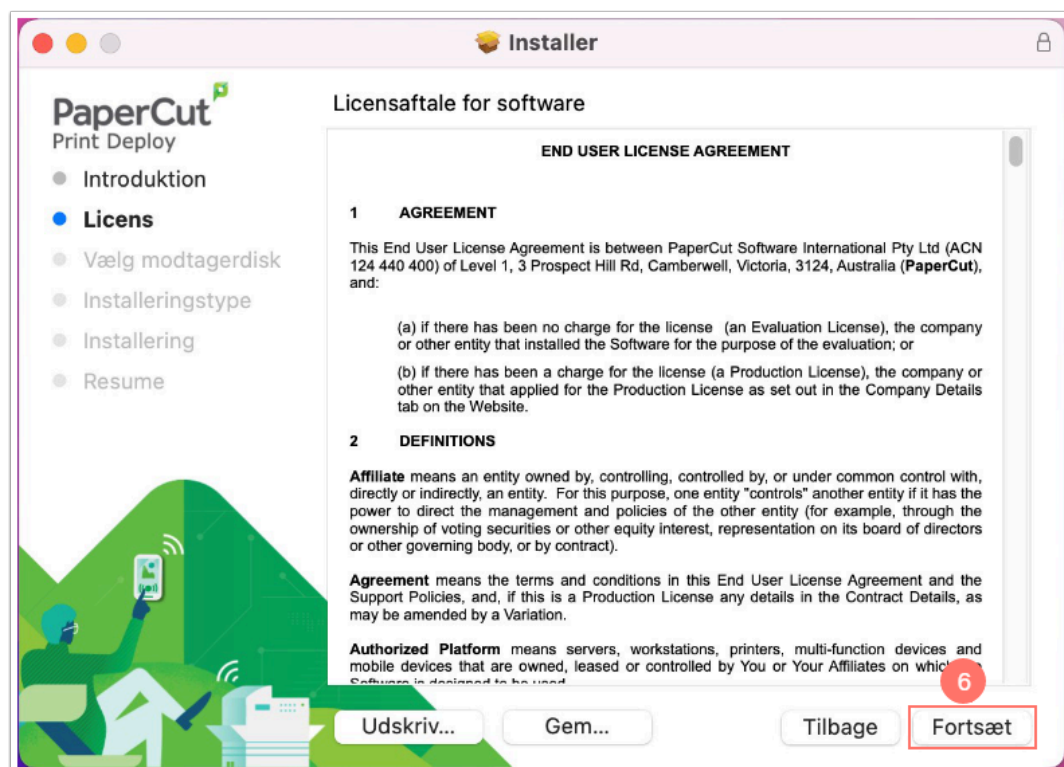 Installer
PaperCut
Print Deploy
Introduktion
Licens
Vælg modtagerdisk
Installeringstype
Installering
Resume
Licensaftale for software
END USER LICENSE AGREEMENT
1 AGREEMENT
This End User License Agreement is between PaperCut Software International Pty Ltd (ACN
124 440 400) of Level 1, 3 Prospect Hill Rd, Camberwell, Victoria, 3124, Australia (PaperCut),
and:
(a) if there has been no charge for the license (an Evaluation License), the company
or other entity that installed the Software for the purpose of the evaluation; or
(b) if there has been a charge for the license (a Production License), the company or
other entity that applied for the Production License as set out in the Company Details
tab on the Website.
2 DEFINITIONS
Affiliate means an entity owned by, controlling, controlled by, or under common control with,
directly or indirectly, an entity. For this purpose, one entity "controls" another entity if it has the
power to direct the management and policies of the other entity (for example, through the
ownership of voting securities or other equity interest, representation on its board of directors
or other governing body, or by contract).
Agreement means the terms and conditions in this End User License Agreement and the
Support Policies, and, if this is a Production License any details in the Contract Details, as
may be amended by a Variation.
Authorized Platform means servers, workstations, printers, multi-function devices and
mobile devices that are owned, leased or controlled by You or Your Affiliates on
Software is designed to be used
6
Udskriv...
Gem...
Tilbage
Fortsæt